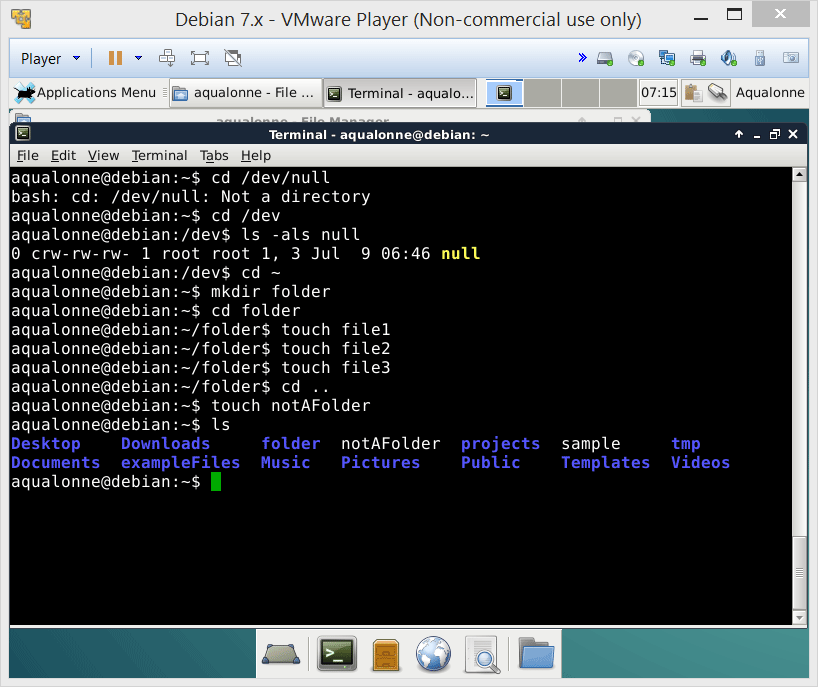 Debian 7.x - VMware Player (Non-commercial use only)
Player
Applications Menu
aqualonne - File ...
Terminal - aqualo...
07:15
Aqualonne
aqualonne - File Manager
Terminal - aqualonne@debian: ~
File Edit View Terminal Tabs Help
aqualonne@debian:~$ cd /dev/null
bash: cd: /dev/null: Not a directory
aqualonne@debian:~$ cd /dev
aqualonne@debian:/dev$ ls -als null
0 crw-rw-rw- 1 root root 1, 3 Jul  9 06:46 null
aqualonne@debian:/dev$ cd ~
aqualonne@debian:~$ mkdir folder
aqualonne@debian:~$ cd folder
aqualonne@debian:~/folder$ touch file1
aqualonne@debian:~/folder$ touch file2
aqualonne@debian:~/folder$ touch file3
aqualonne@debian:~/folder$ cd ..
aqualonne@debian:~$ touch notAFolder
aqualonne@debian:~$ ls
Desktop    Downloads     folder  notAFolder  projects  sample     tmp
Documents  exampleFiles  Music   Pictures    Public    Templates  Videos
aqualonne@debian:~$